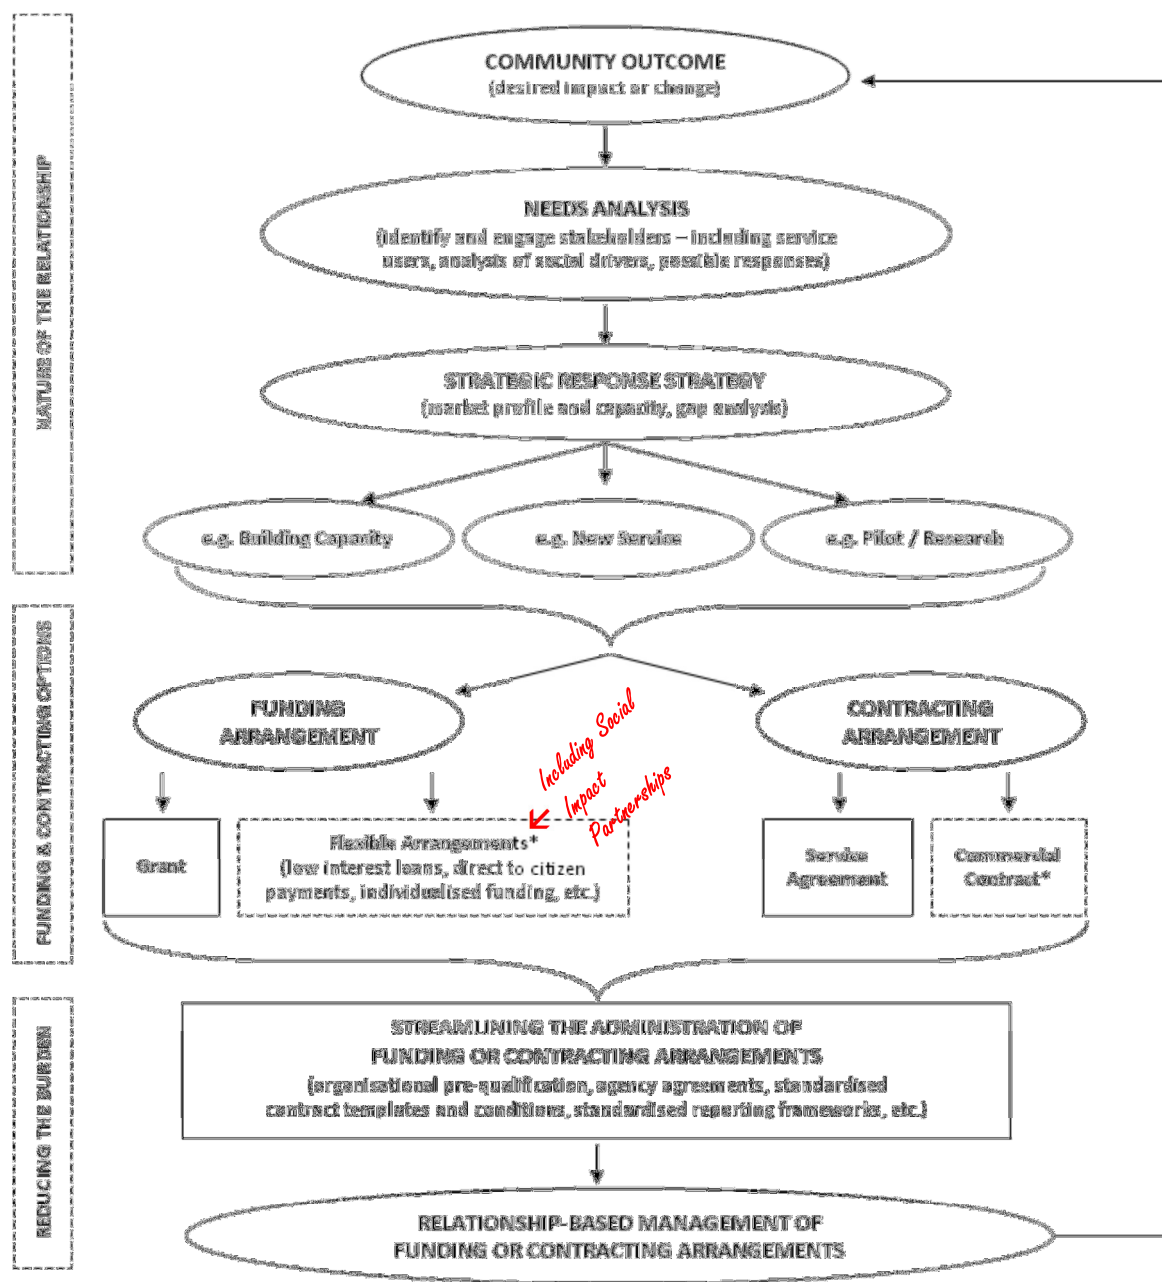 NATURE OF THE RELATIONSHIP
COMMUNITY OUTCOME
(desired impact or change)
NEEDS ANALYSIS
(identify and engage stakeholders – including service
users, analysis of social drivers, possible responses)
STRATEGIC RESPONSE STRATEGY
(market profile and capacity, gap analysis)
e.g. Building Capacity
e.g. New Service
e.g. Pilot / Research
FUNDING & CONTRACTING OPTIONS
FUNDING
ARRANGEMENT
Including Social
Impact
Partnerships
CONTRACTING
ARRANGEMENT
Grant
Flexible Arrangements*
(low interest loans, direct to citizen
payments, individualised funding, etc.)
Service
Agreement
Commercial
Contract*
REDUCING THE BURDEN
STREAMLINING THE ADMINISTRATION OF
FUNDING OR CONTRACTING ARRANGEMENTS
(organisational pre-qualification, agency agreements, standardised
contract templates and conditions, standardised reporting frameworks, etc.)
RELATIONSHIP-BASED MANAGEMENT OF
FUNDING OR CONTRACTING ARRANGEMENTS